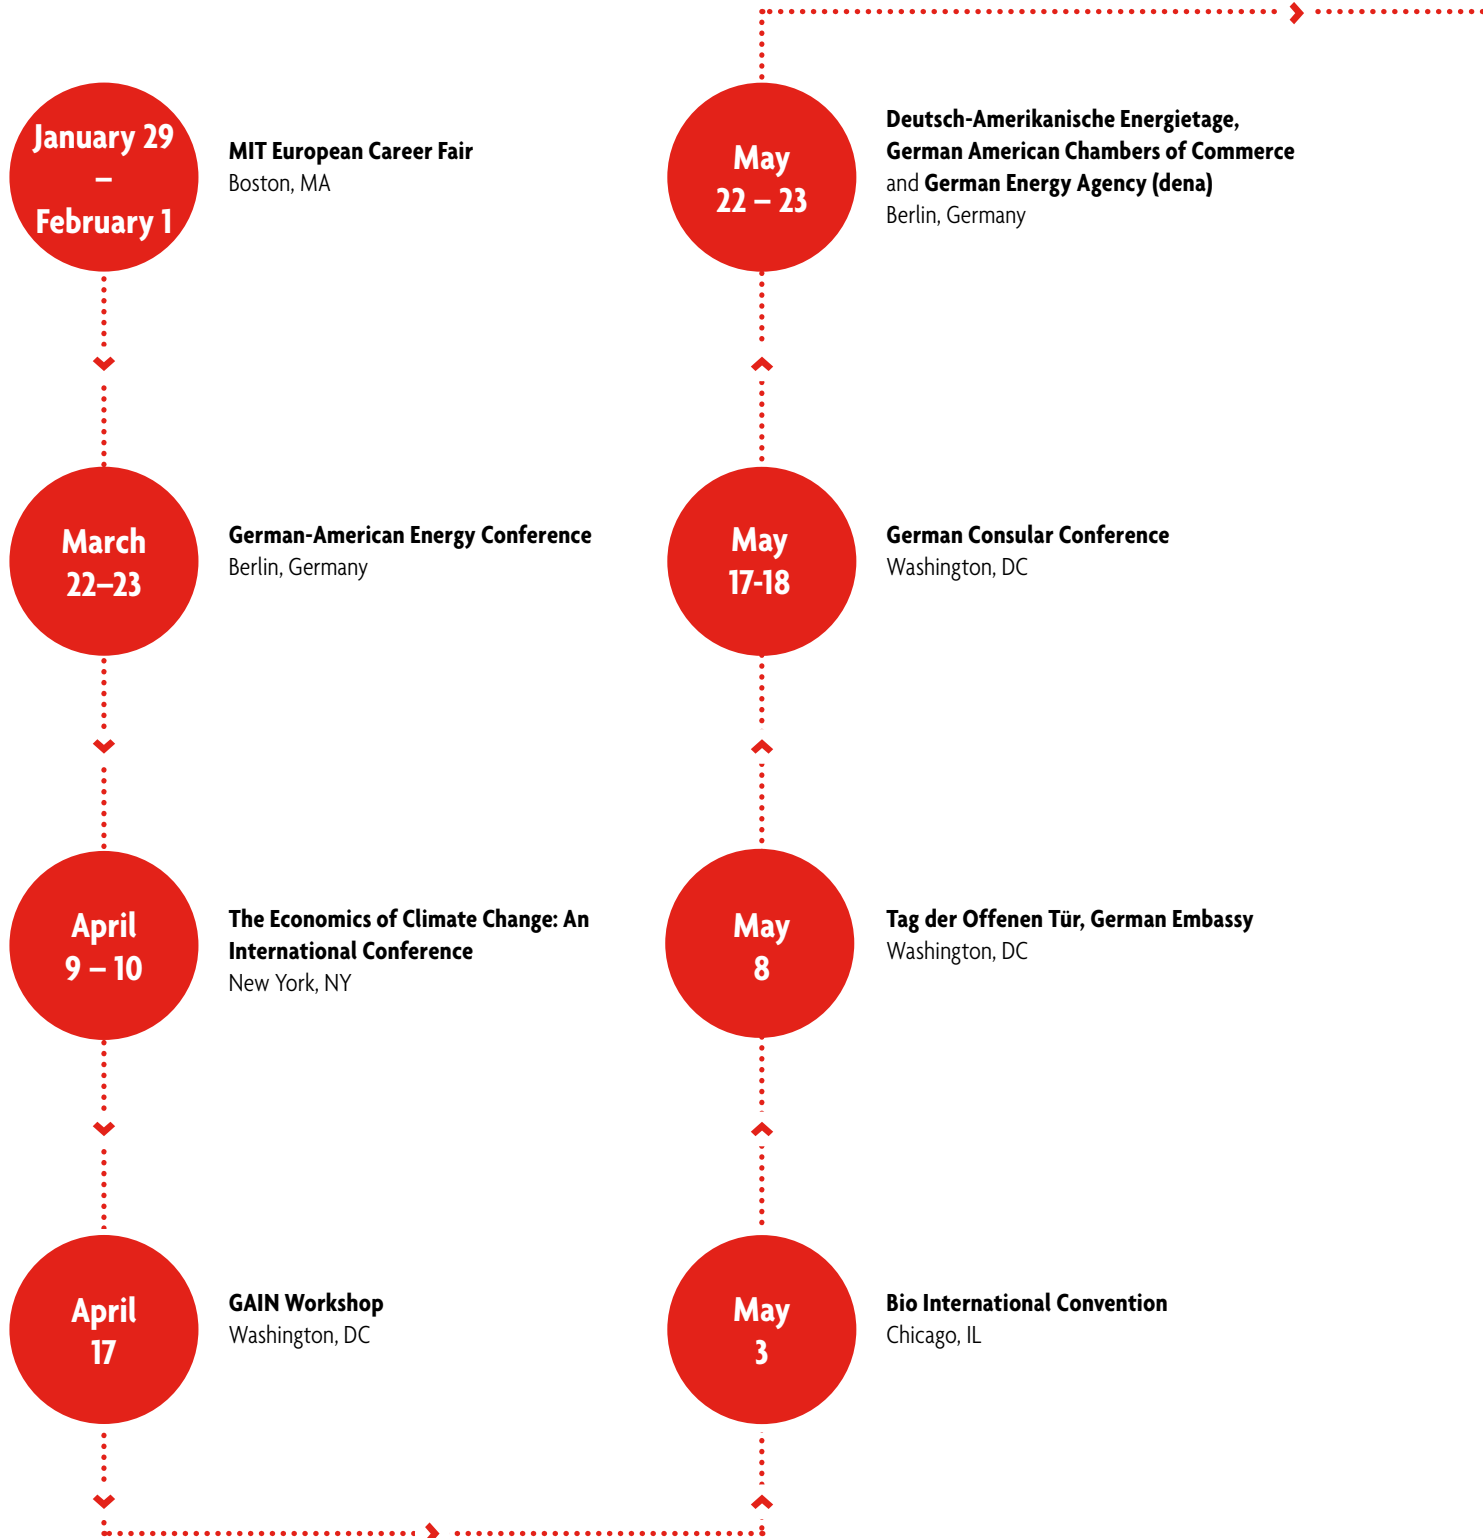 January 29
–
February 1
MIT European Career Fair
Boston, MA
March
22–23
German-American Energy Conference
Berlin, Germany
April
9 – 10
The Economics of Climate Change: An
International Conference
New York, NY
April
17
GAIN Workshop
Washington, DC
May
3
Bio International Convention
Chicago, IL
May
8
Tag der Offenen Tür, German Embassy
Washington, DC
May
17-18
German Consular Conference
Washington, DC
May
22 – 23
Deutsch-Amerikanische Energietage,
German American Chambers of Commerce
and German Energy Agency (dena)
Berlin, Germany